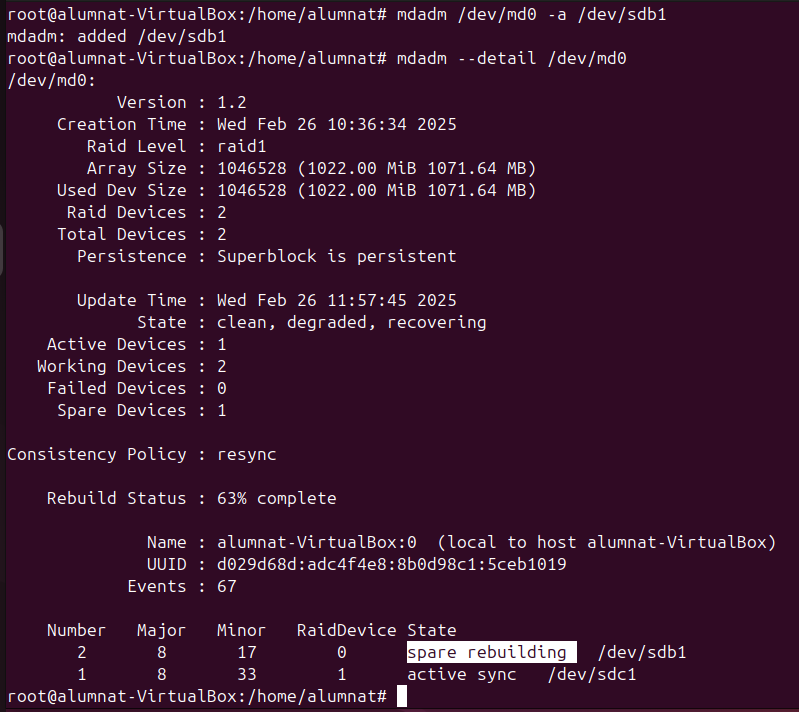 root@alumnat-VirtualBox:/home/alumnat# mdadm /dev/md0 -a /dev/sdb1
mdadm: added /dev/sdb1
root@alumnat-VirtualBox:/home/alumnat# mdadm --detail /dev/md0
/dev/md0:
           Version : 1.2
     Creation Time : Wed Feb 26 10:36:34 2025
        Raid Level : raid1
        Array Size : 1046528 (1022.00 MiB 1071.64 MB)
     Used Dev Size : 1046528 (1022.00 MiB 1071.64 MB)
      Raid Devices : 2
     Total Devices : 2
       Persistence : Superblock is persistent

       Update Time : Wed Feb 26 11:57:45 2025
             State : clean, degraded, recovering
    Active Devices : 1
   Working Devices : 2
    Failed Devices : 0
     Spare Devices : 1

Consistency Policy : resync

    Rebuild Status : 63% complete

              Name : alumnat-VirtualBox:0  (local to host alumnat-VirtualBox)
              UUID : d029d68d:adc4f4e8:8b0d98c1:5ceb1019
            Events : 67

    Number   Major   Minor   RaidDevice State
       2       8       17        0      spare rebuilding   /dev/sdb1
       1       8       33        1      active sync   /dev/sdc1
root@alumnat-VirtualBox:/home/alumnat#